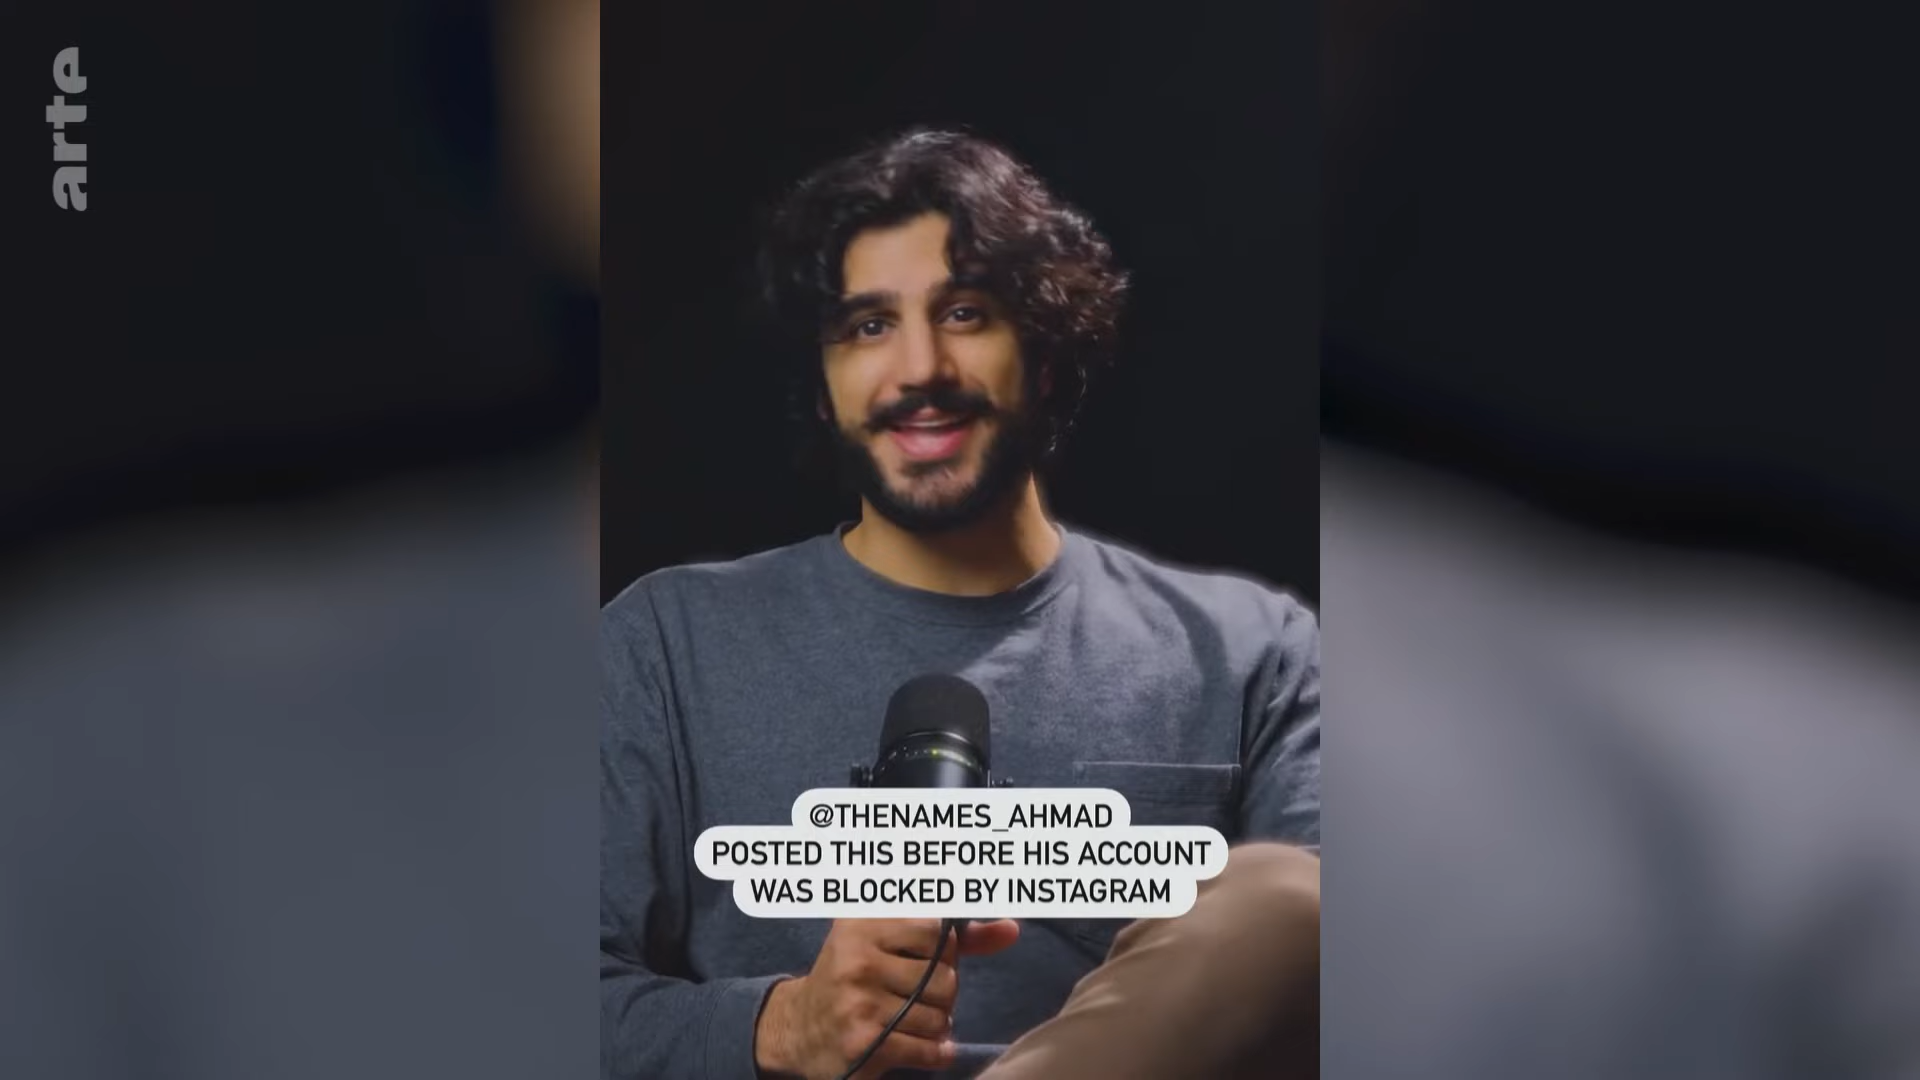 arte
@THENAMES_AHMAD
POSTED THIS BEFORE HIS ACCOUNT
WAS BLOCKED BY INSTAGRAM